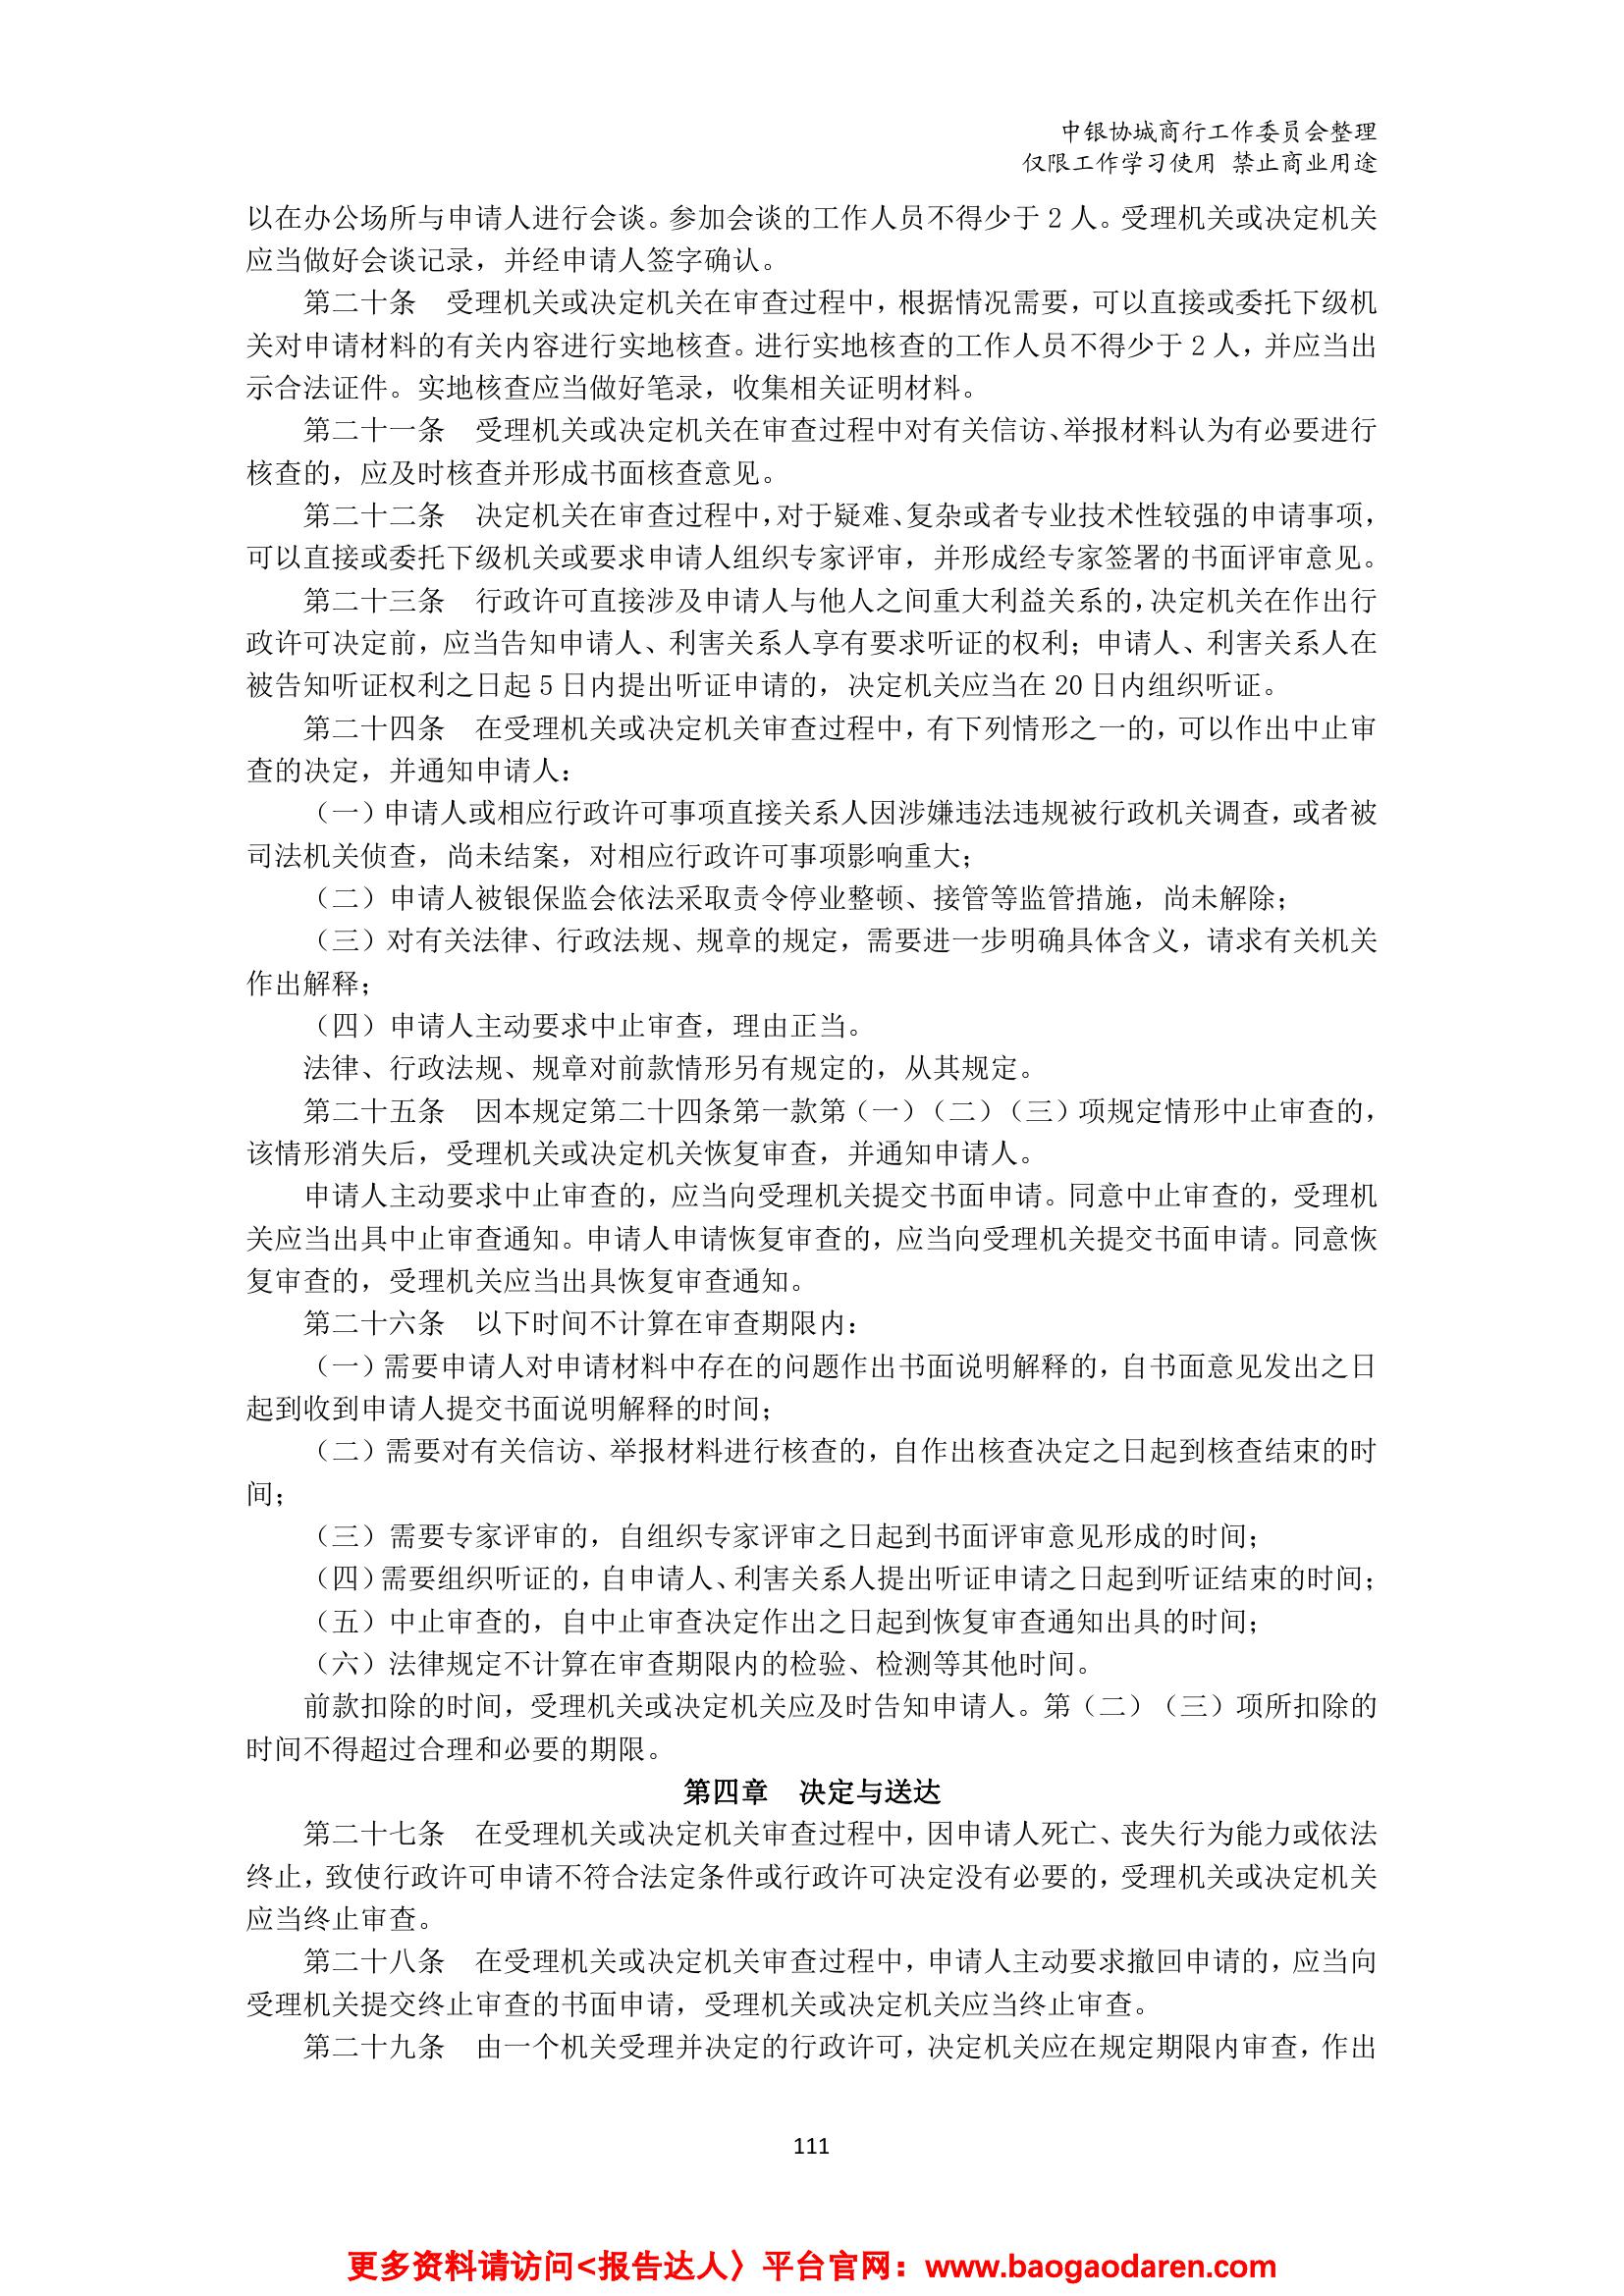 中银协城商行工作委员会整理
仅限工作学习使用 禁止商业用途
以在办公场所与申请人进行会谈。参加会谈的工作人员不得少于 2 人。受理机关或决定机关
应当做好会谈记录，并经申请人签字确认。
第二十条　受理机关或决定机关在审查过程中，根据情况需要，可以直接或委托下级机
关对申请材料的有关内容进行实地核查。进行实地核查的工作人员不得少于 2 人，并应当出
示合法证件。实地核查应当做好笔录，收集相关证明材料。
第二十一条　受理机关或决定机关在审查过程中对有关信访、举报材料认为有必要进行
核查的，应及时核查并形成书面核查意见。
第二十二条　决定机关在审查过程中，对于疑难、复杂或者专业技术性较强的申请事项，
可以直接或委托下级机关或要求申请人组织专家评审，并形成经专家签署的书面评审意见。
第二十三条　行政许可直接涉及申请人与他人之间重大利益关系的，决定机关在作出行
政许可决定前，应当告知申请人、利害关系人享有要求听证的权利；申请人、利害关系人在
被告知听证权利之日起 5 日内提出听证申请的，决定机关应当在 20 日内组织听证。
第二十四条　在受理机关或决定机关审查过程中，有下列情形之一的，可以作出中止审
查的决定，并通知申请人：
（一）申请人或相应行政许可事项直接关系人因涉嫌违法违规被行政机关调查，或者被
司法机关侦查，尚未结案，对相应行政许可事项影响重大；
（二）申请人被银保监会依法采取责令停业整顿、接管等监管措施，尚未解除；
（三）对有关法律、行政法规、规章的规定，需要进一步明确具体含义，请求有关机关
作出解释；
（四）申请人主动要求中止审查，理由正当。
法律、行政法规、规章对前款情形另有规定的，从其规定。
第二十五条　因本规定第二十四条第一款第（一）（二）（三）项规定情形中止审查的，
该情形消失后，受理机关或决定机关恢复审查，并通知申请人。
申请人主动要求中止审查的，应当向受理机关提交书面申请。同意中止审查的，受理机
关应当出具中止审查通知。申请人申请恢复审查的，应当向受理机关提交书面申请。同意恢
复审查的，受理机关应当出具恢复审查通知。
第二十六条　以下时间不计算在审查期限内：
（一）需要申请人对申请材料中存在的问题作出书面说明解释的，自书面意见发出之日
起到收到申请人提交书面说明解释的时间；
（二）需要对有关信访、举报材料进行核查的，自作出核查决定之日起到核查结束的时
间；
（三）需要专家评审的，自组织专家评审之日起到书面评审意见形成的时间；
（四）需要组织听证的，自申请人、利害关系人提出听证申请之日起到听证结束的时间；
（五）中止审查的，自中止审查决定作出之日起到恢复审查通知出具的时间；
（六）法律规定不计算在审查期限内的检验、检测等其他时间。
前款扣除的时间，受理机关或决定机关应及时告知申请人。第（二）（三）项所扣除的
时间不得超过合理和必要的期限。
第四章　决定与送达
第二十七条　在受理机关或决定机关审查过程中，因申请人死亡、丧失行为能力或依法
终止，致使行政许可申请不符合法定条件或行政许可决定没有必要的，受理机关或决定机关
应当终止审查。
第二十八条　在受理机关或决定机关审查过程中，申请人主动要求撤回申请的，应当向
受理机关提交终止审查的书面申请，受理机关或决定机关应当终止审查。
第二十九条　由一个机关受理并决定的行政许可，决定机关应在规定期限内审查，作出
111
更多资料请访问<报告达人〉平台官网：www.baogaodaren.com